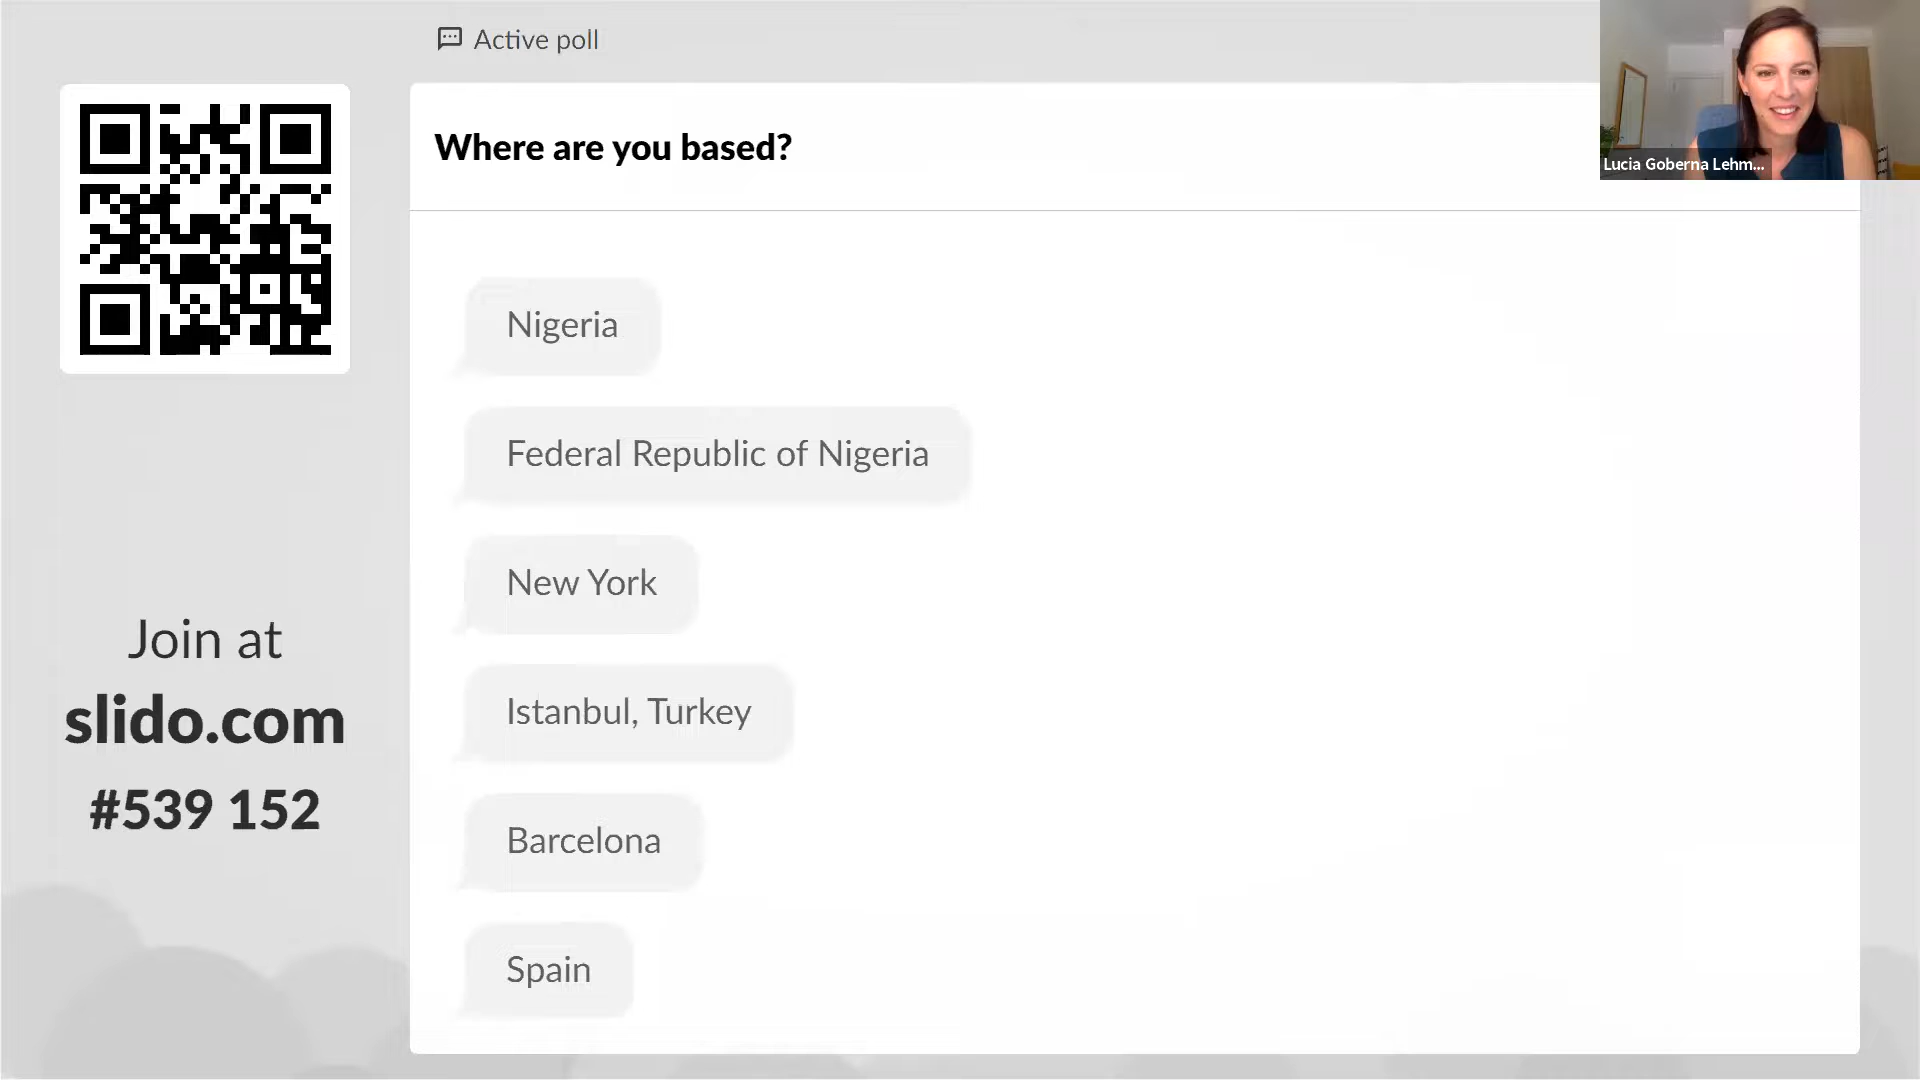 Active poll
Where are you based?
Lucia Goberna Lehm...
Nigeria
Federal Republic of Nigeria
New York
Istanbul, Turkey
Barcelona
Spain
Join at
slido.com
#539 152